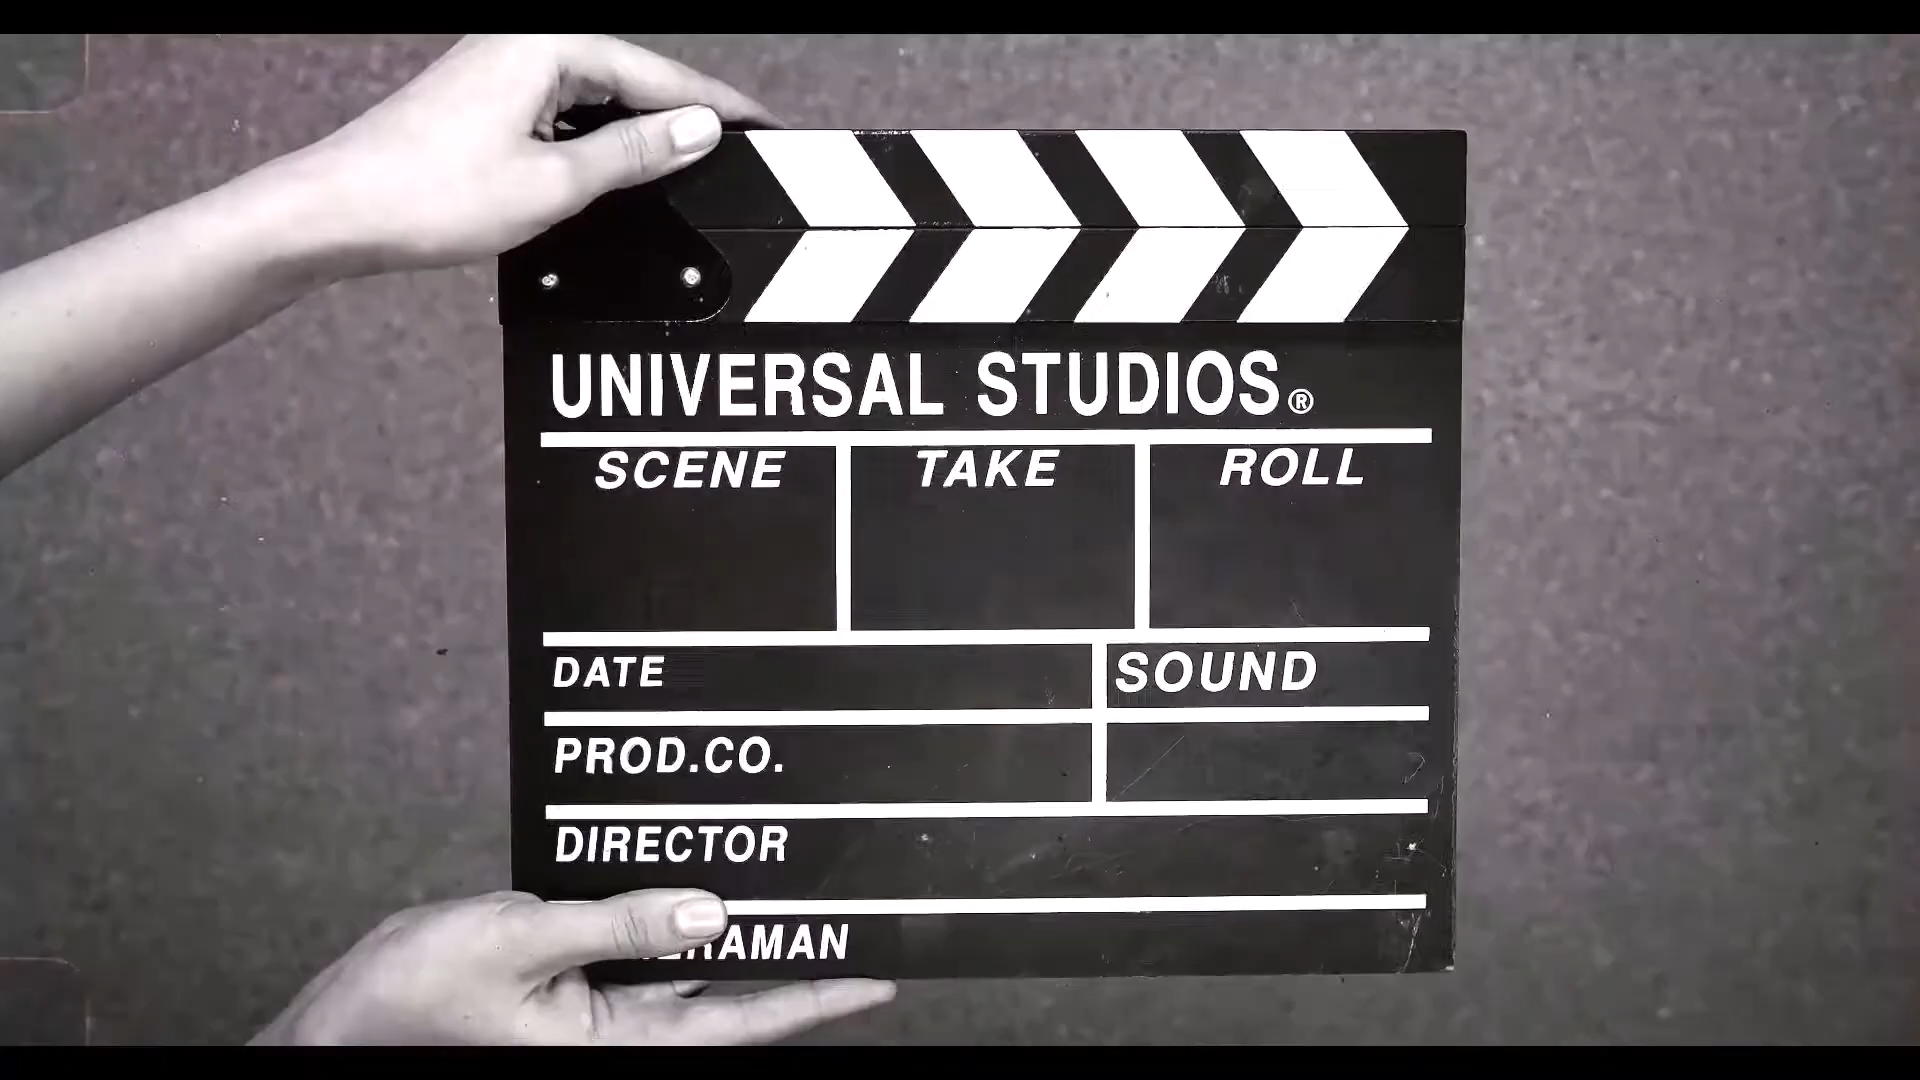 UNIVERSAL STUDIOS®
SCENE TAKE ROLL
DATE SOUND
PROD.CO.
DIRECTOR